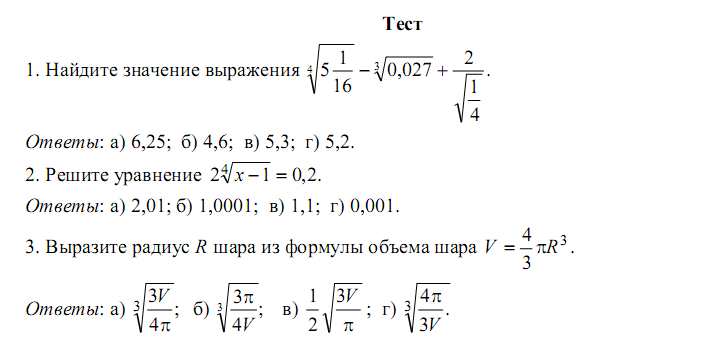 Тест
1. Найдите значение выражения $\sqrt[4]{5\frac{1}{16}} - \sqrt[3]{0,027} + \frac{2}{\sqrt{\frac{1}{4}}}$.
Ответы: а) 6,25; б) 4,6; в) 5,3; г) 5,2.
2. Решите уравнение $2\sqrt[4]{x-1} = 0,2$.
Ответы: а) 2,01; б) 1,0001; в) 1,1; г) 0,001.
3. Выразите радиус R шара из формулы объема шара $V = \frac{4}{3}\pi R^3$.
Ответы: а) $\sqrt[3]{\frac{3V}{4\pi}}$; б) $\sqrt[3]{\frac{3\pi}{4V}}$; в) $\frac{1}{2}\sqrt{\frac{3V}{\pi}}$; г) $\sqrt[3]{\frac{4\pi}{3V}}$.